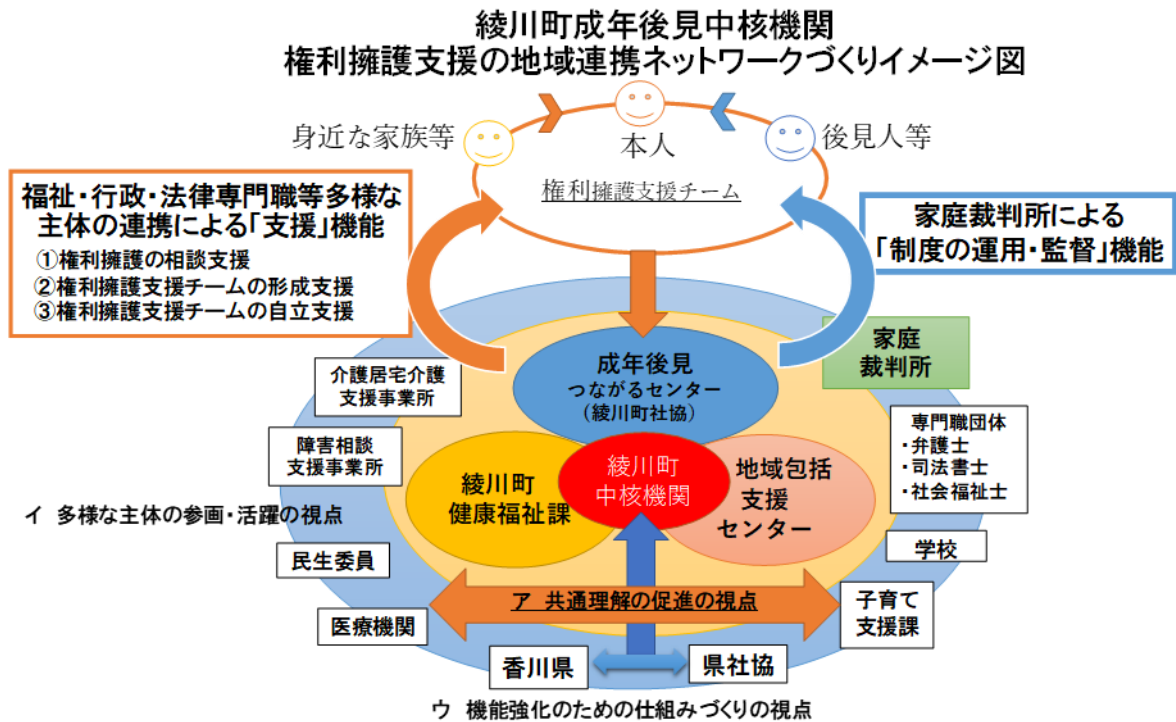 綾川町成年後見中核機関
権利擁護支援の地域連携ネットワークづくりイメージ図
身近な家族等
本人
後見人等
権利擁護支援チーム
福祉・行政・法律専門職等多様な
主体の連携による「支援」機能
①権利擁護の相談支援
②権利擁護支援チームの形成支援
③権利擁護支援チームの自立支援
家庭裁判所による
「制度の運用・監督」機能
家庭
裁判所
成年後見
つながるセンター
（綾川町社協）
介護居宅介護
支援事業所
障害相談
支援事業所
専門職団体
・弁護士
・司法書士
・社会福祉士
綾川町
健康福祉課
綾川町
中核機関
地域包括
支援
センター
イ 多様な主体の参画・活躍の視点
学校
民生委員
ア 共通理解の促進の視点
子育て
支援課
医療機関
香川県
県社協
ウ 機能強化のための仕組みづくりの視点